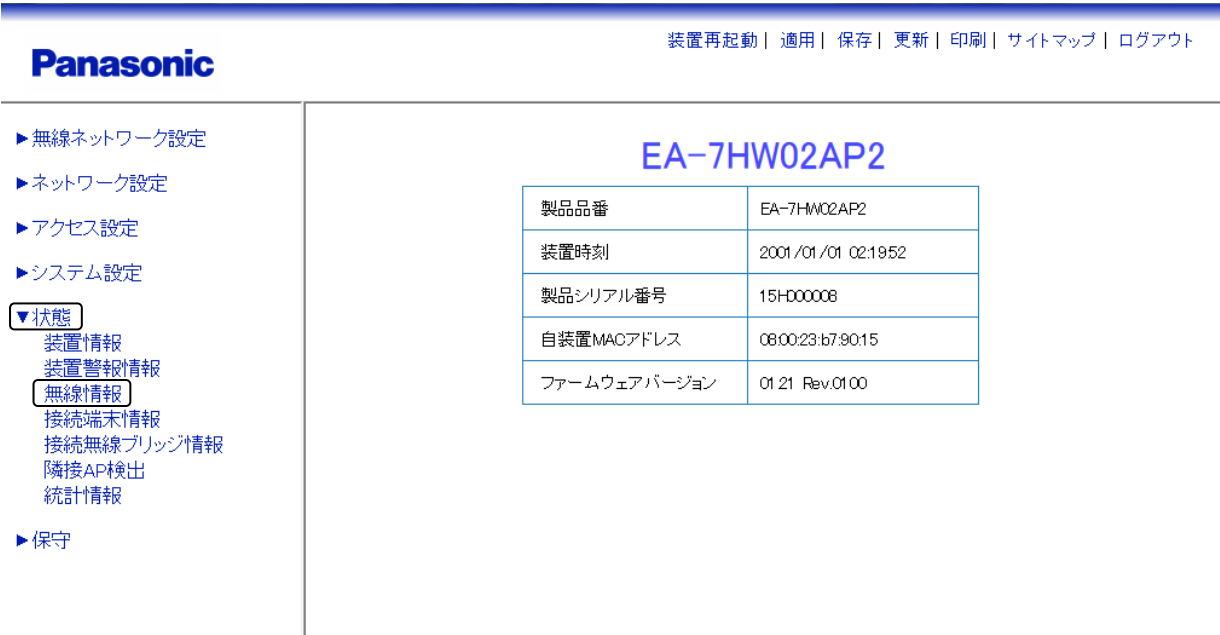 装置再起動| 適用| 保存| 更新| 印刷| サイトマップ| ログアウト
Panasonic
▶無線ネットワーク設定
▶ネットワーク設定
▶アクセス設定
▶システム設定
▼状態
装置情報
装置警報情報
無線情報
接続端末情報
接続無線ブリッジ情報
隣接AP検出
統計情報
▶保守
EA-7HW02AP2
製品品番 EA-7HW02AP2
装置時刻 2001/01/01 02:19:52
製品シリアル番号 15H000008
自装置MACアドレス 08:00:23:b7:90:15
ファームウェアバージョン 01.21 Rev.0100